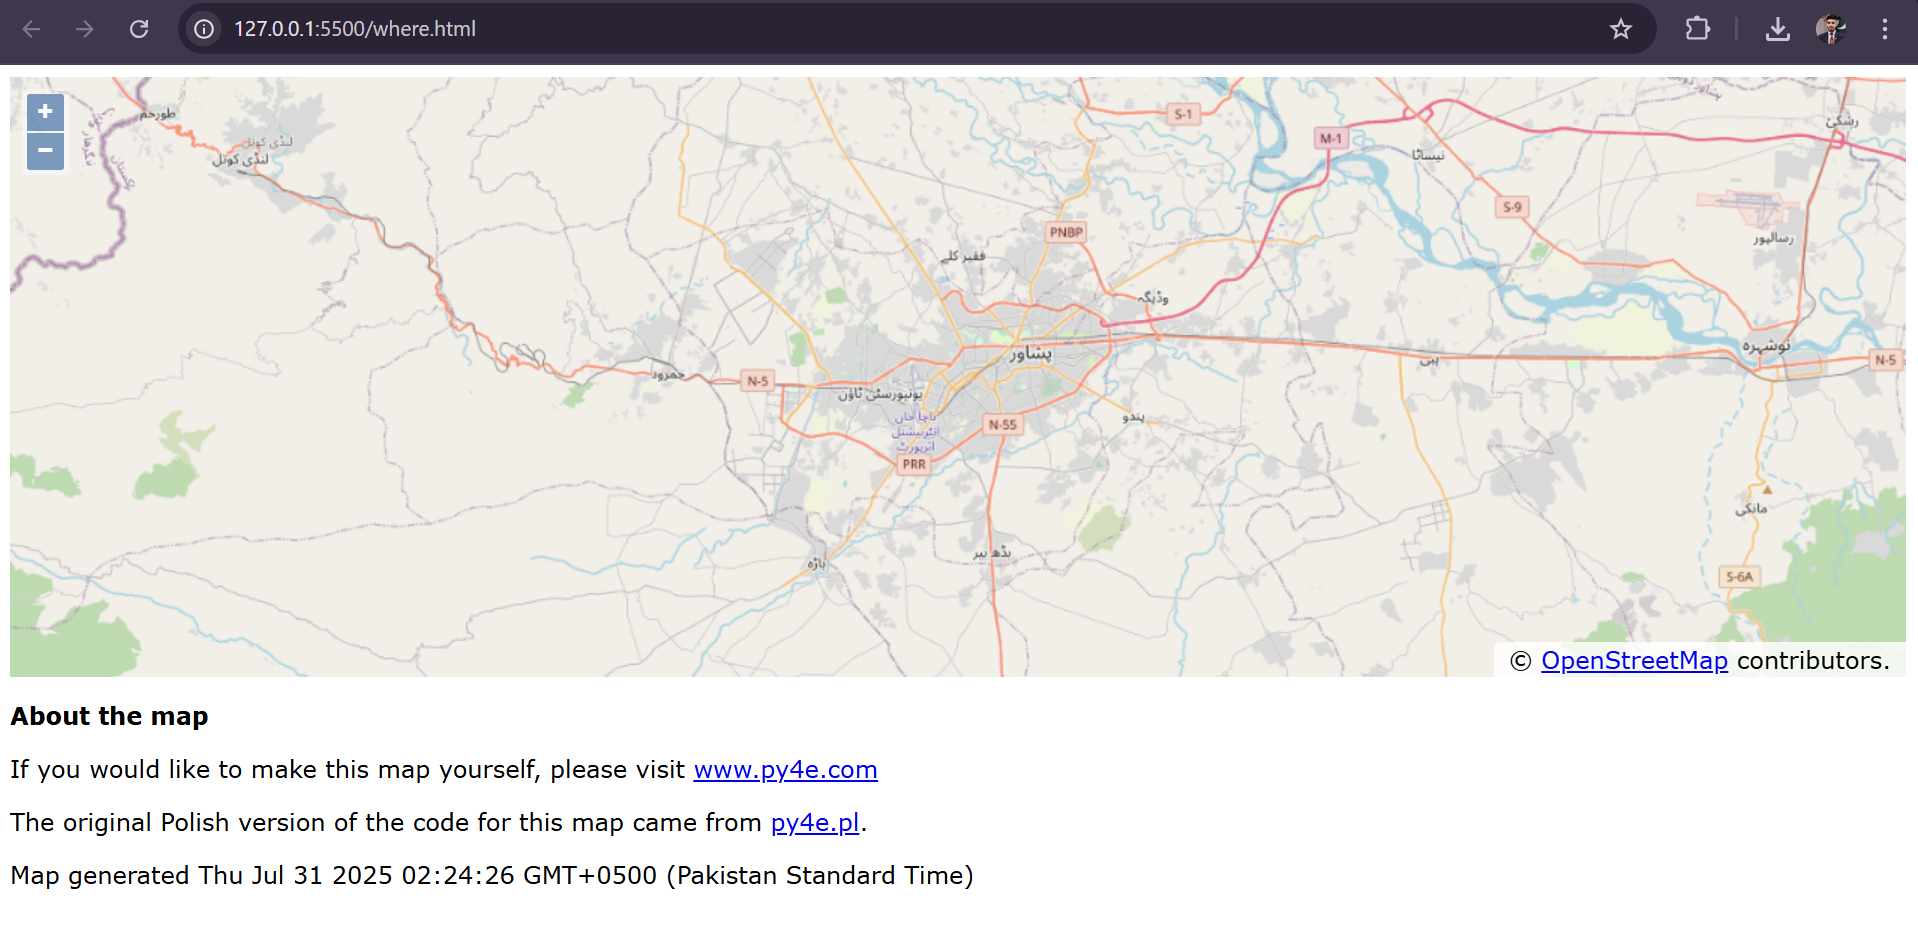 127.0.0.1:5500/where.html
+
−
طورخم
لنڈی کوتل
لنڈی کوتل
ننگرهار
پاکستان
S-1
M-1
نیساٹا
رشکئ
S-9
رسالپور
PNBP
فقیر کلے
وڈپگہ
پشاور
نوشہرہ
پبی
N-5
جمرود
N-5
یونیورسٹی ٹاؤن
باچا خان
انٹرنیشنل
ائرپورٹ
PRR
N-55
پندو
مانکی
بڈھ بیر
باڑہ
S-6A
© OpenStreetMap contributors.
About the map
If you would like to make this map yourself, please visit www.py4e.com
The original Polish version of the code for this map came from py4e.pl.
Map generated Thu Jul 31 2025 02:24:26 GMT+0500 (Pakistan Standard Time)